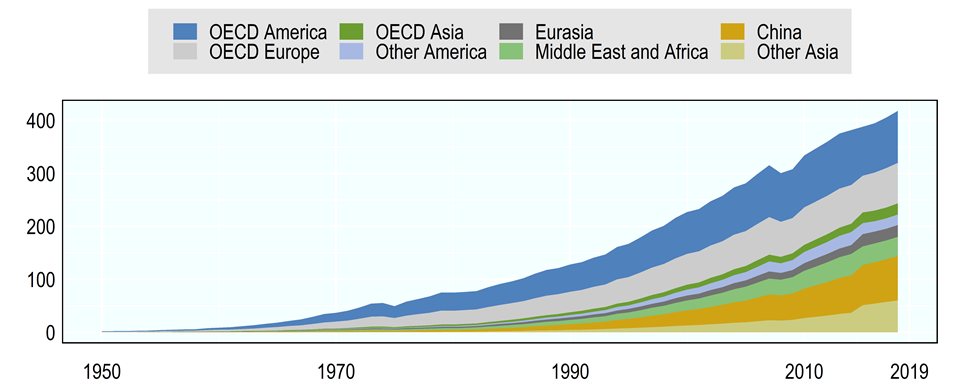 OECD America OECD Asia Eurasia China
OECD Europe Other America Middle East and Africa Other Asia
400
300
200
100
0
1950 1970 1990 2010 2019